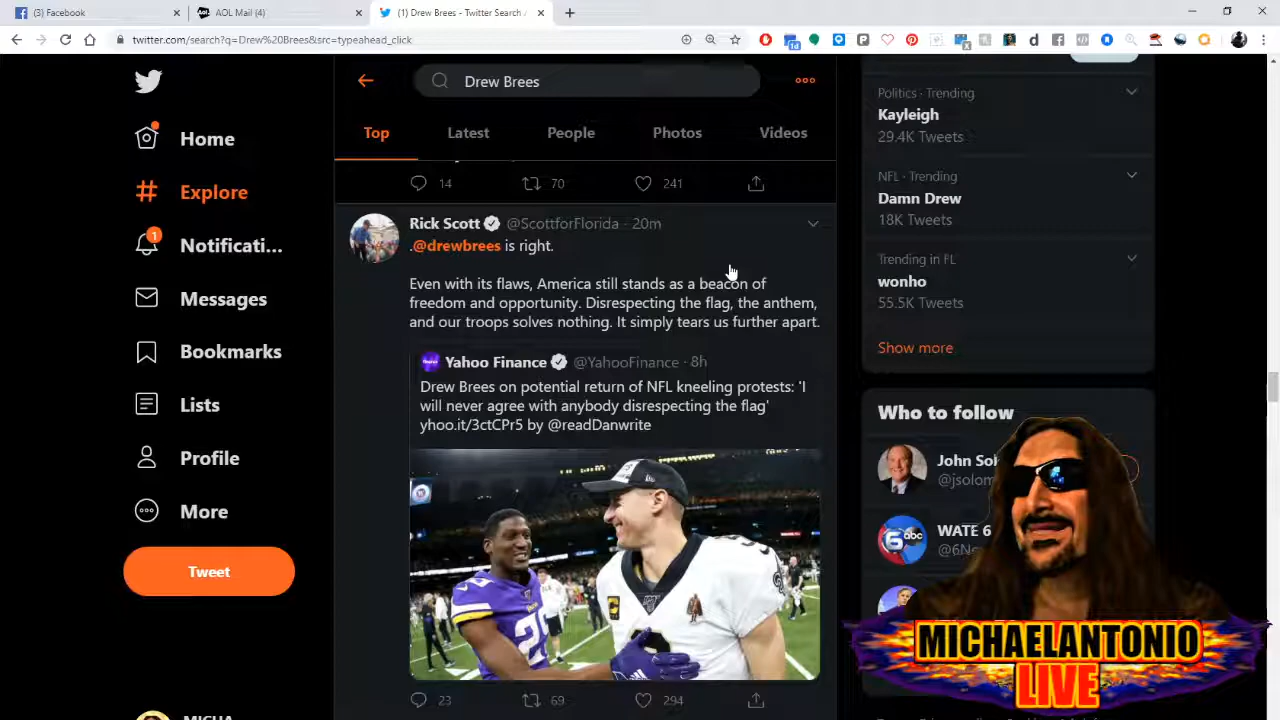 (1) Facebook
AOL Mail (4)
(1) Drew Brees - Twitter Search /
twitter.com/search?q=Drew%20Brees&src=typeahead_click
Home
Explore
1
Notificati...
Messages
Bookmarks
Lists
Profile
More
Tweet
Drew Brees
Top
Latest
People
Photos
Videos
14
70
241
Rick Scott @ScottforFlorida · 20m
.@drewbrees is right.
Even with its flaws, America still stands as a beacon of
freedom and opportunity. Disrespecting the flag, the anthem,
and our troops solves nothing. It simply tears us further apart.
Yahoo Finance @YahooFinance · 8h
Drew Brees on potential return of NFL kneeling protests: 'I
will never agree with anybody disrespecting the flag'
yhoo.it/3ctCPr5 by @readDanwrite
23
69
294
Politics · Trending
Kayleigh
29.4K Tweets
NFL · Trending
Damn Drew
18K Tweets
Trending in FL
wonho
55.5K Tweets
Show more
Who to follow
John Sol
@jsolom
WATE 6
@6Ne
MICHAELANTONIO
LIVE